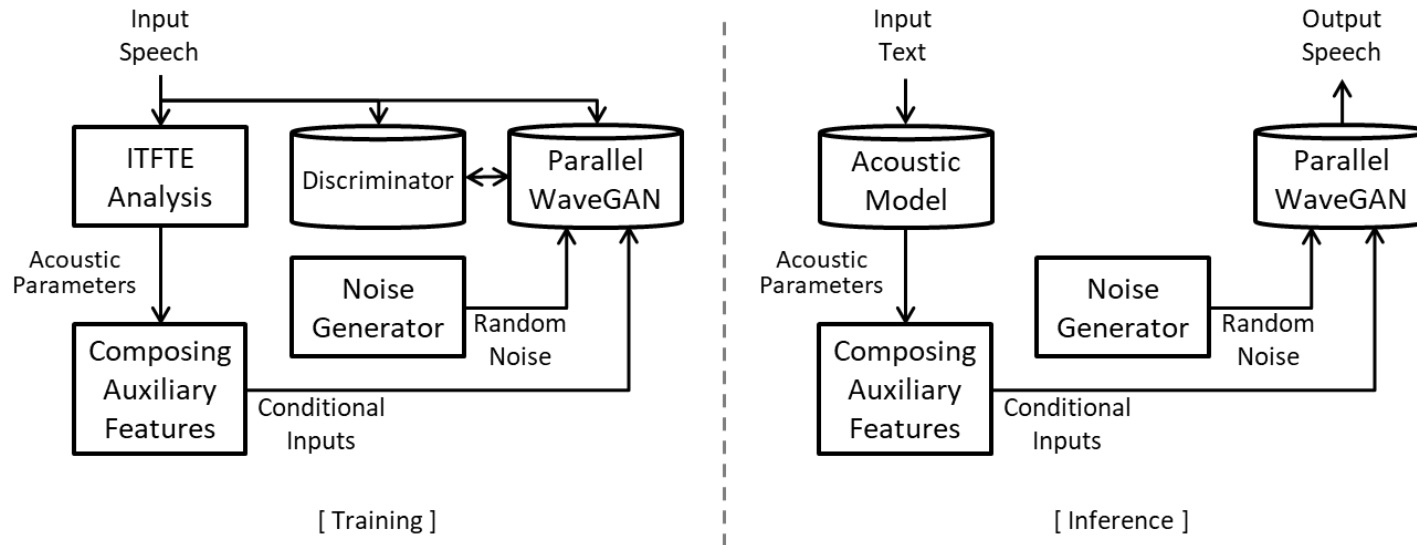 Input
Speech
ITFTE
Analysis
Discriminator
Parallel
WaveGAN
Acoustic
Parameters
Noise
Generator
Random
Noise
Composing
Auxiliary
Features
Conditional
Inputs
[ Training ]
Input
Text
Output
Speech
Acoustic
Model
Parallel
WaveGAN
Acoustic
Parameters
Noise
Generator
Random
Noise
Composing
Auxiliary
Features
Conditional
Inputs
[ Inference ]